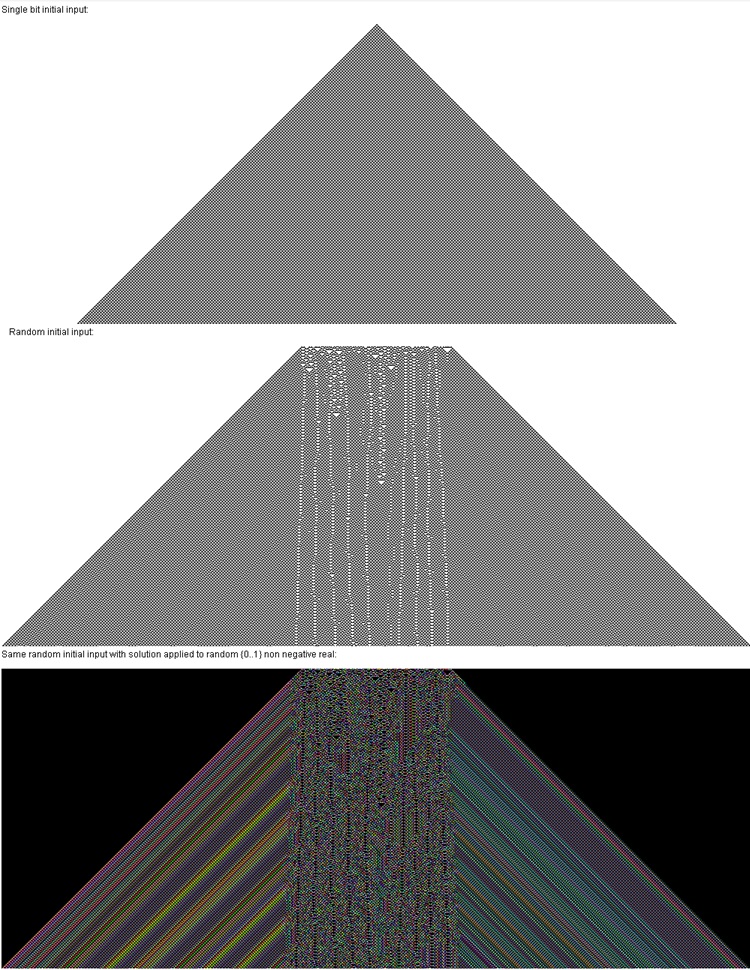 Single bit initial input:
Random initial input:
Same random initial input with solution applied to random (0..1) non negative real: